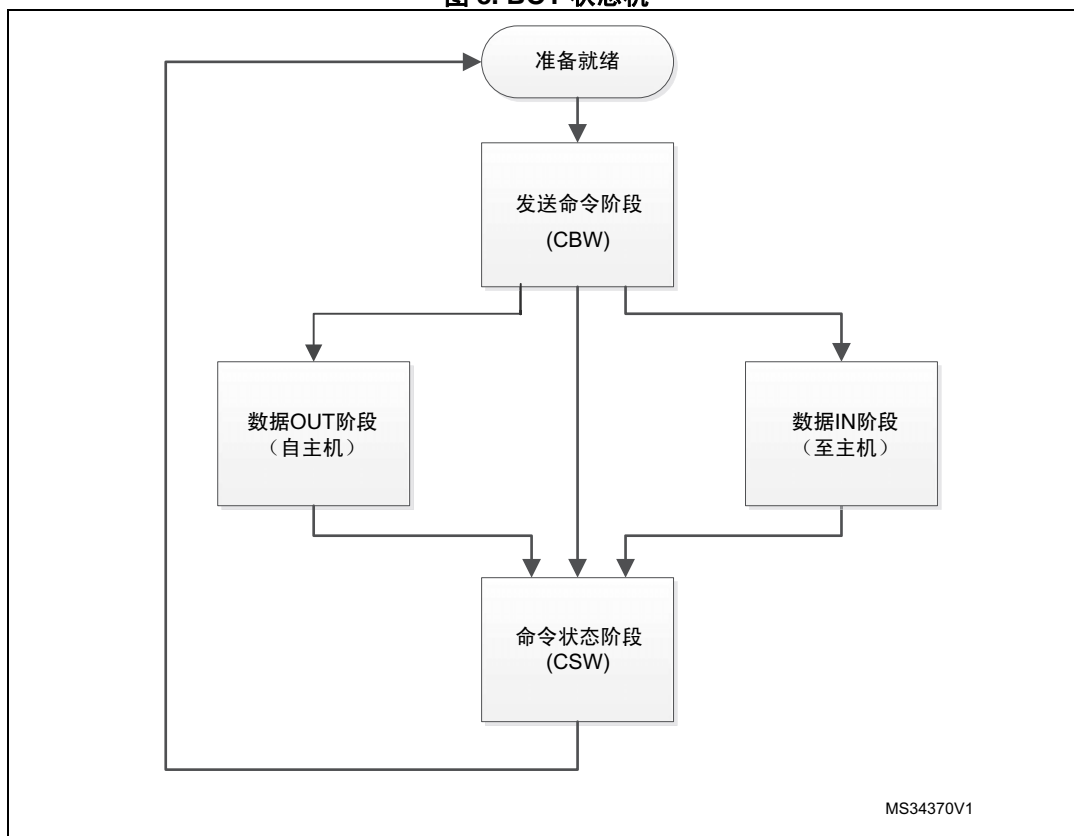 准备就绪
发送命令阶段
(CBW)
数据OUT阶段
（自主机）
数据IN阶段
（至主机）
命令状态阶段
(CSW)
MS34370V1